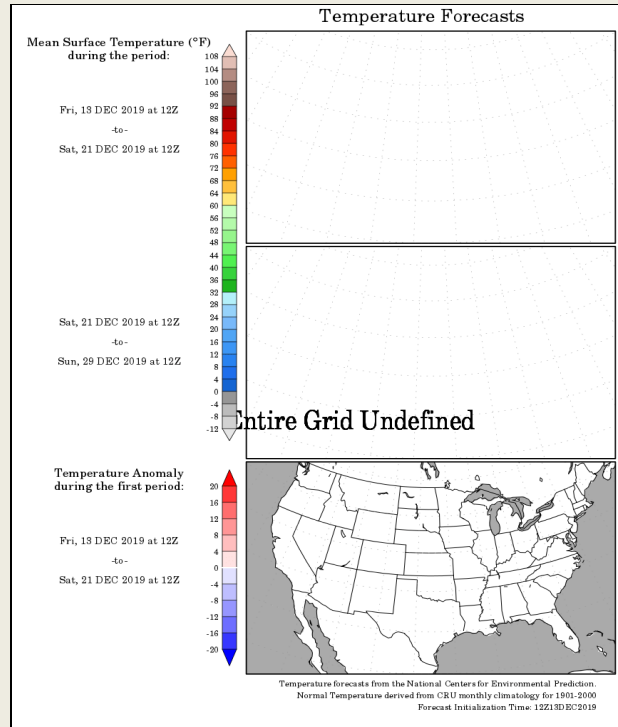 Temperature Forecasts
Mean Surface Temperature (°F)
during the period:
108
104
100
96
92
88
84
80
76
72
68
64
60
56
52
48
44
40
36
32
28
24
20
16
12
8
4
0
-4
-8
-12
Fri, 13 DEC 2019 at 12Z
-to-
Sat, 21 DEC 2019 at 12Z
Sat, 21 DEC 2019 at 12Z
-to-
Sun, 29 DEC 2019 at 12Z
Entire Grid Undefined
Temperature Anomaly
during the first period:
20
16
12
8
4
0
-4
-8
-12
-16
-20
Fri, 13 DEC 2019 at 12Z
-to-
Sat, 21 DEC 2019 at 12Z
Temperature forecasts from the National Centers for Environmental Prediction.
Normal Temperature derived from CRU monthly climatology for 1901-2000
Forecast Initialization Time: 12Z13DEC2019